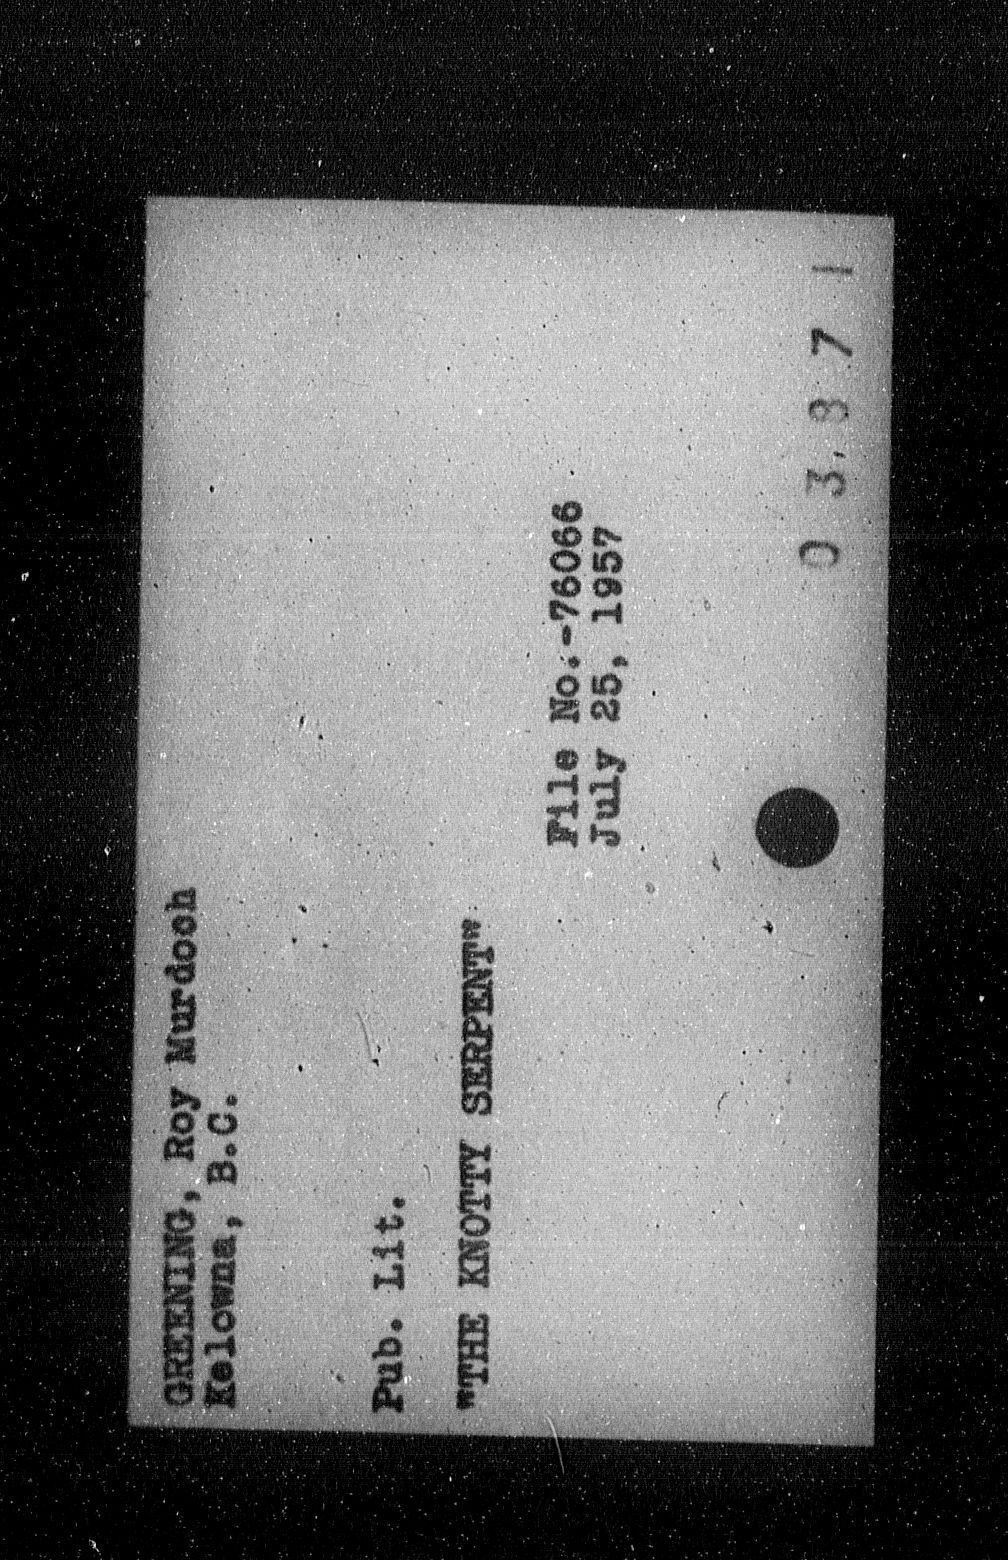 GREENING, Roy Murdoch
Kelowna, B.C.
Pub. Lit.
"THE KNOTTY SERPENT"
File No.-76066
July 25, 1957
0 3,8 7 1